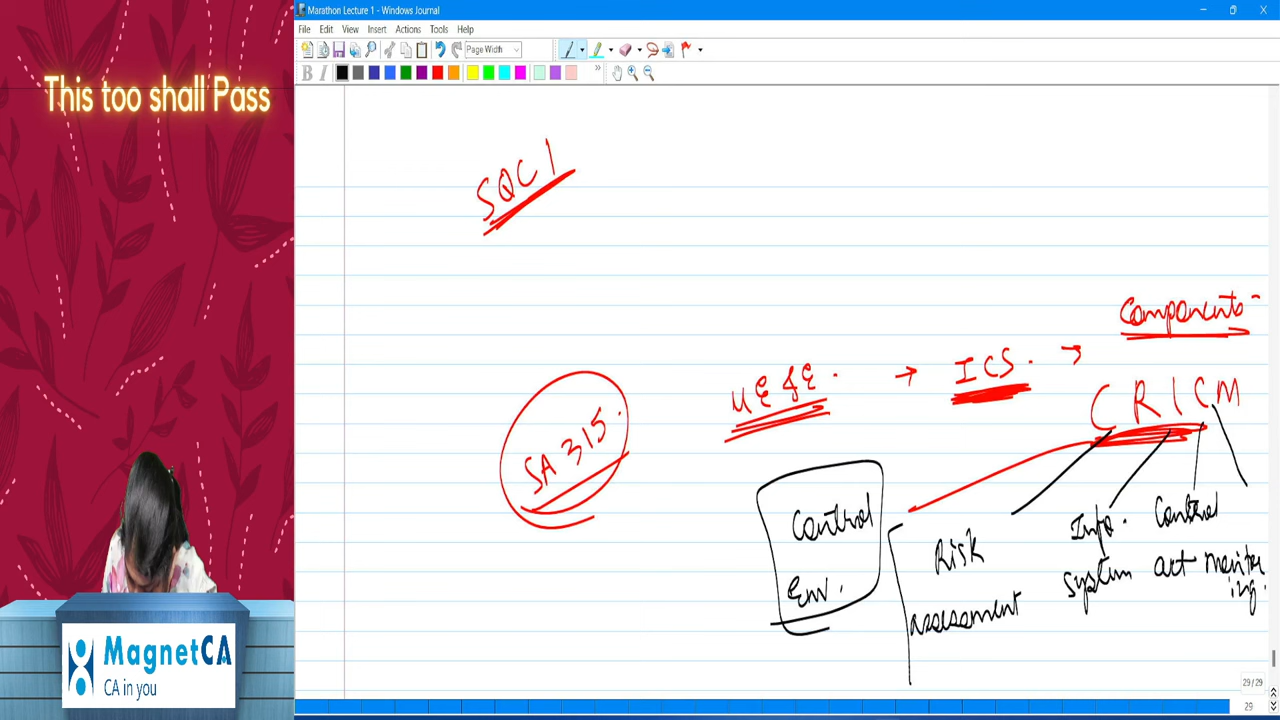 Marathon Lecture 1 - Windows Journal
File Edit View Insert Actions Tools Help
Page Width
B I
This too shall Pass
SQC 1
Components -
U E & E. → ICS. →
C R I C M
SA 315.
Control
Env.
Risk
assessment
Info.
system
Control
act
monitor
ing.
MagnetCA
CA in you
29 / 29
29